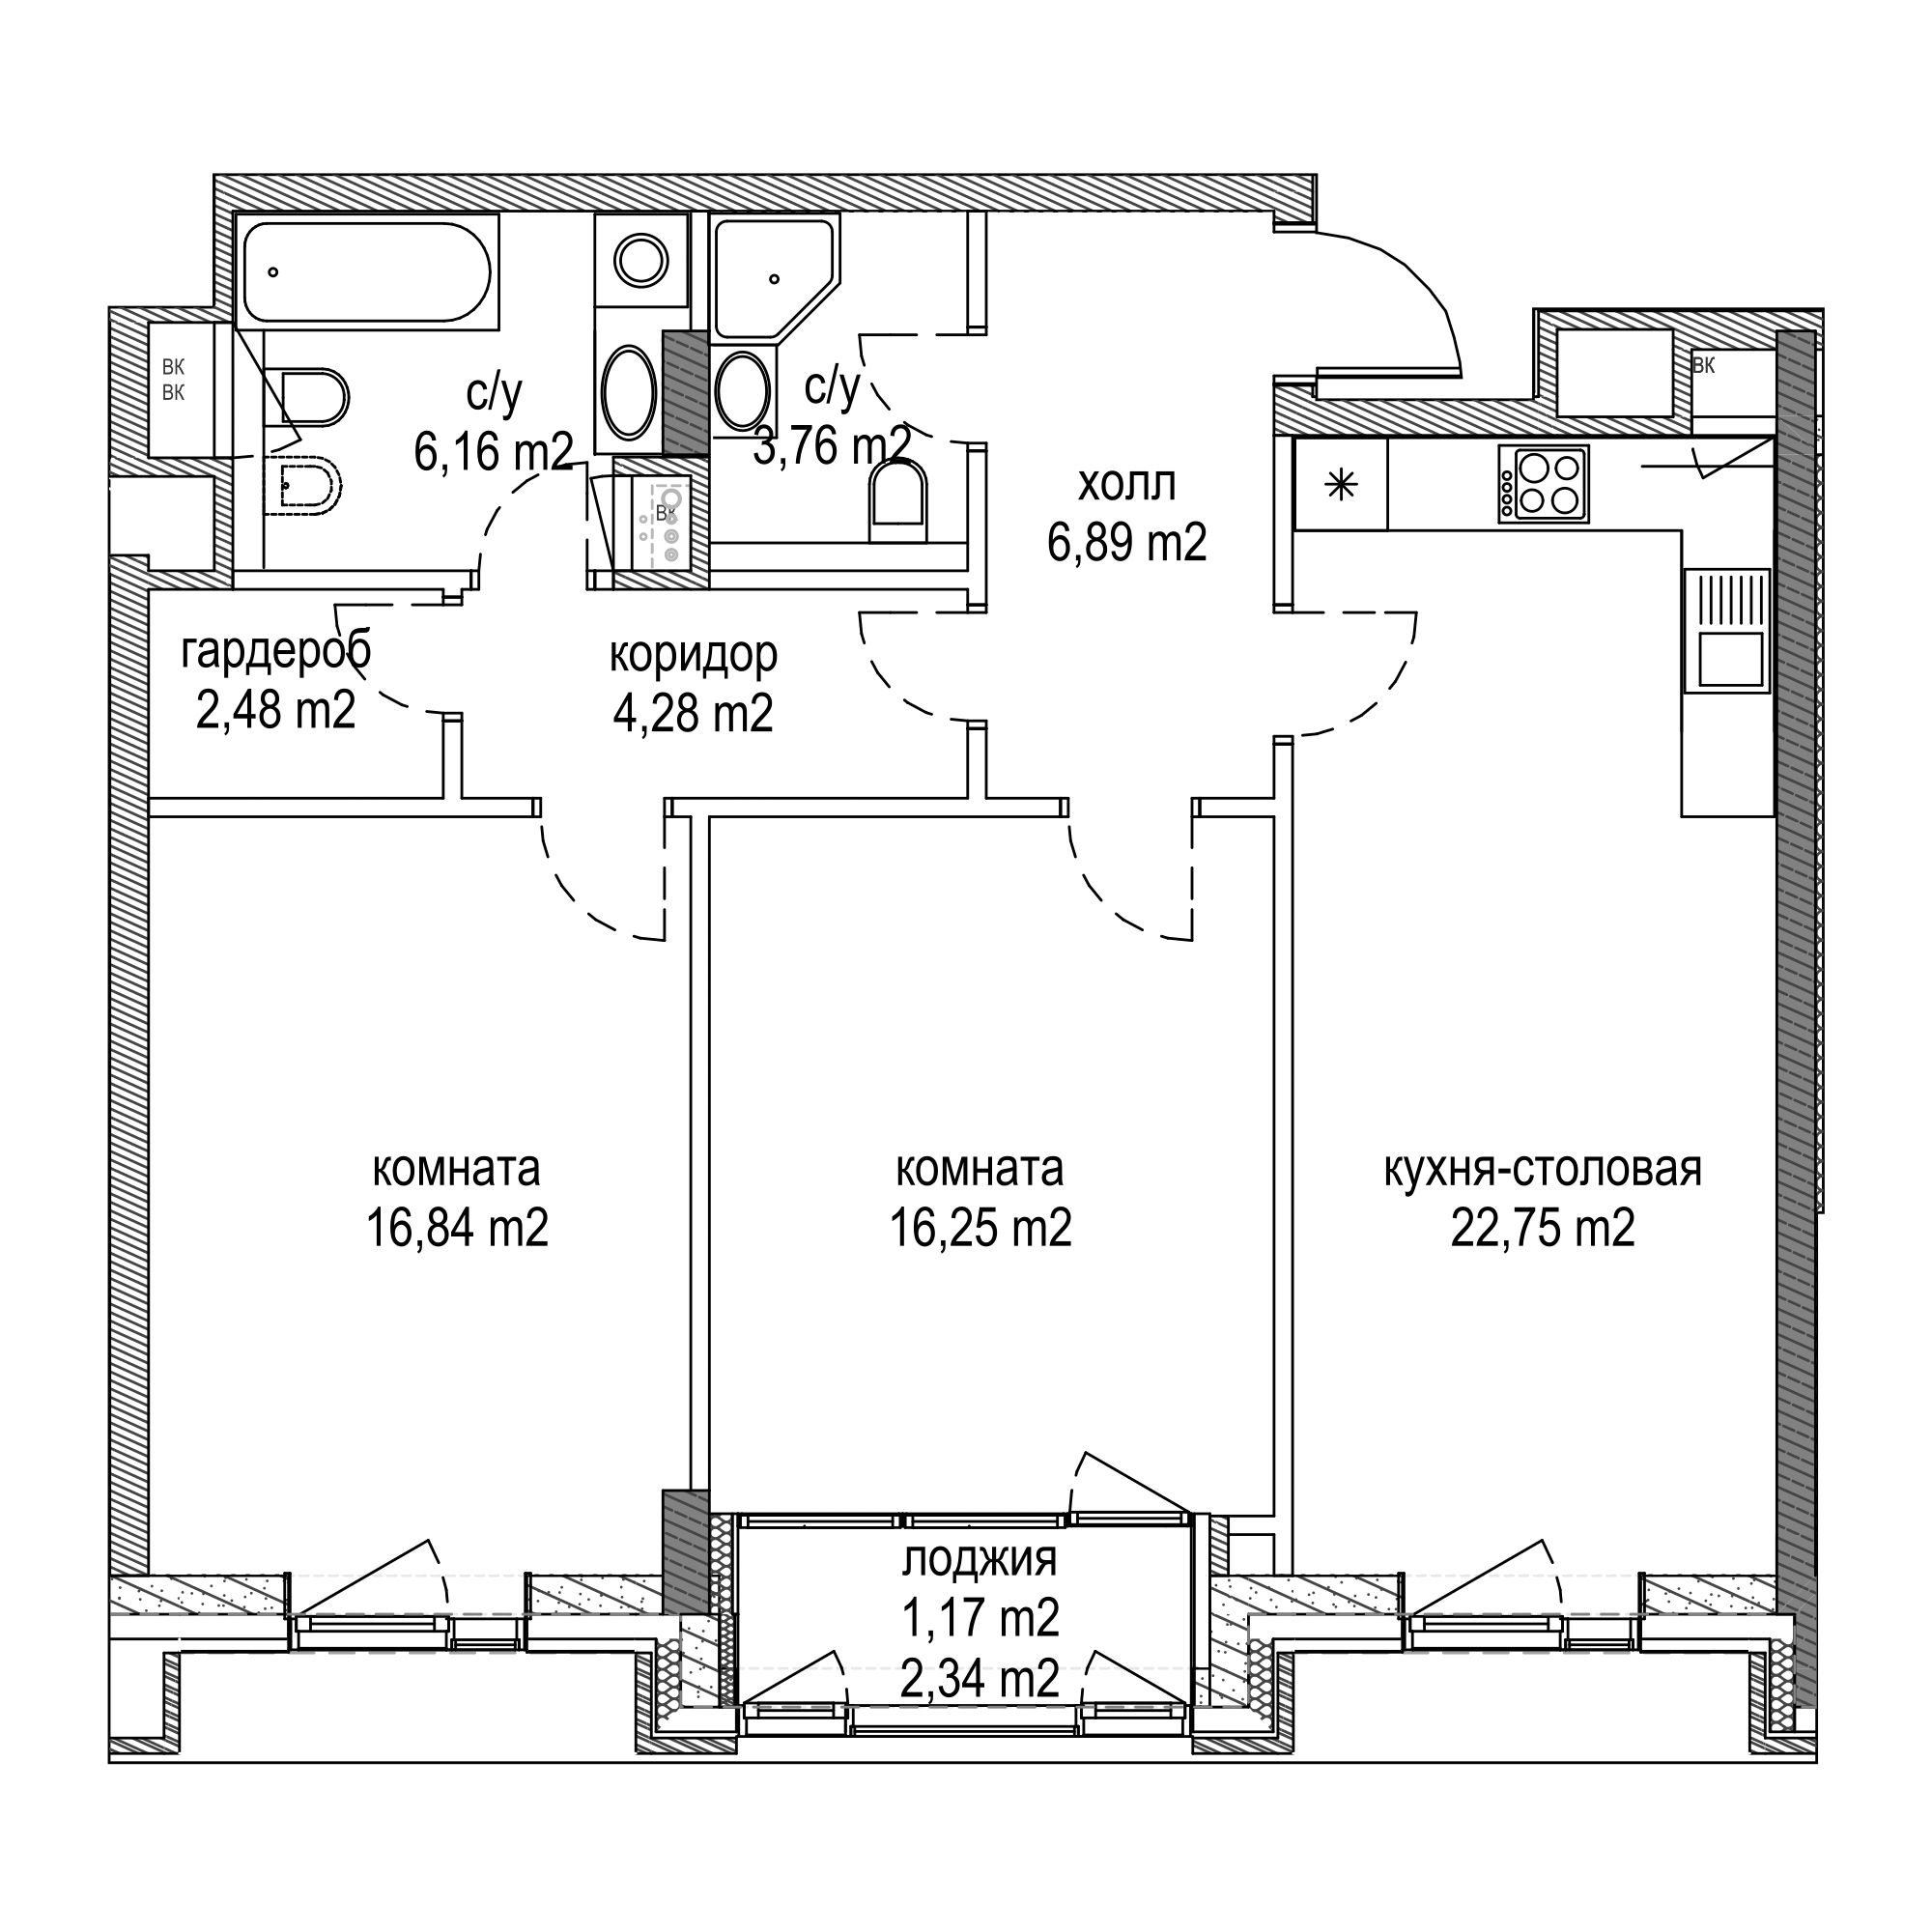 ВК
ВК
с/у
6,16 m2
с/у
3,76 m2
ВК
ВК
холл
6,89 m2
гардероб
2,48 m2
коридор
4,28 m2
комната
16,84 m2
комната
16,25 m2
кухня-столовая
22,75 m2
лоджия
1,17 m2
2,34 m2